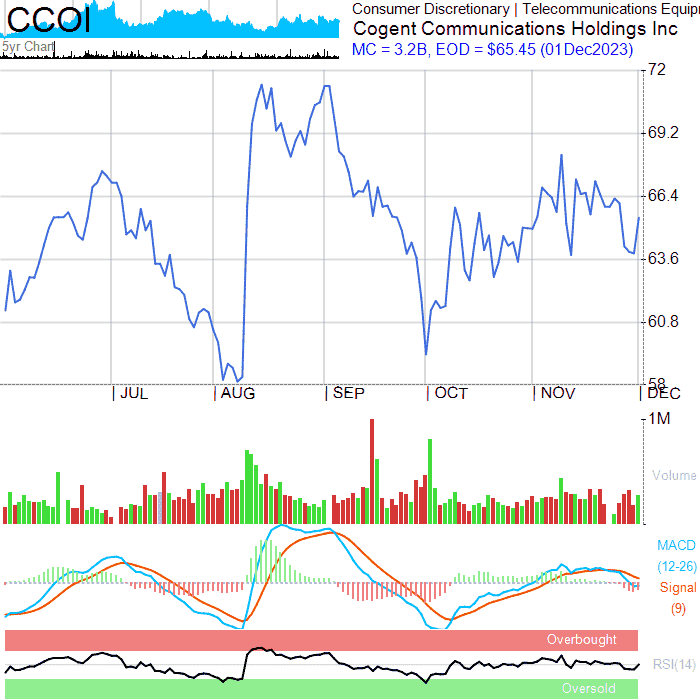 CCOI
5yr Chart
Consumer Discretionary | Telecommunications Equip
Cogent Communications Holdings Inc
MC = 3.2B, EOD = $65.45 (01Dec2023)
72
69.2
66.4
63.6
60.8
58
JUL
AUG
SEP
OCT
NOV
DEC
1M
Volume
MACD
(12-26)
Signal
(9)
Overbought
RSI(14)
Oversold